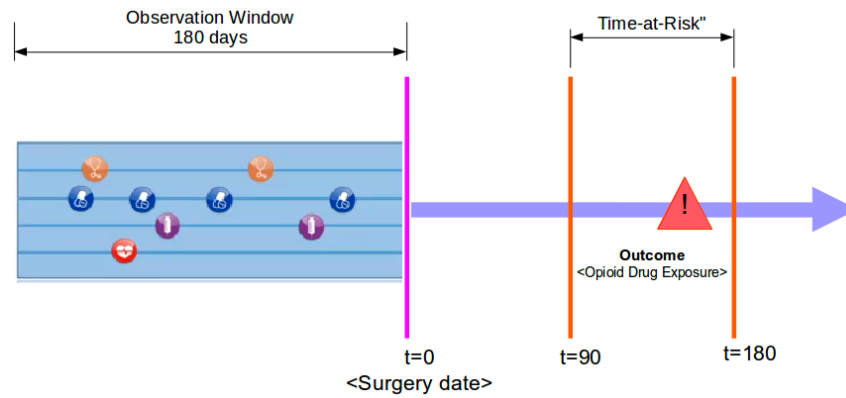 Observation Window
180 days
Time-at-Risk"
!
Outcome
<Opioid Drug Exposure>
t=0
t=90
t=180
<Surgery date>